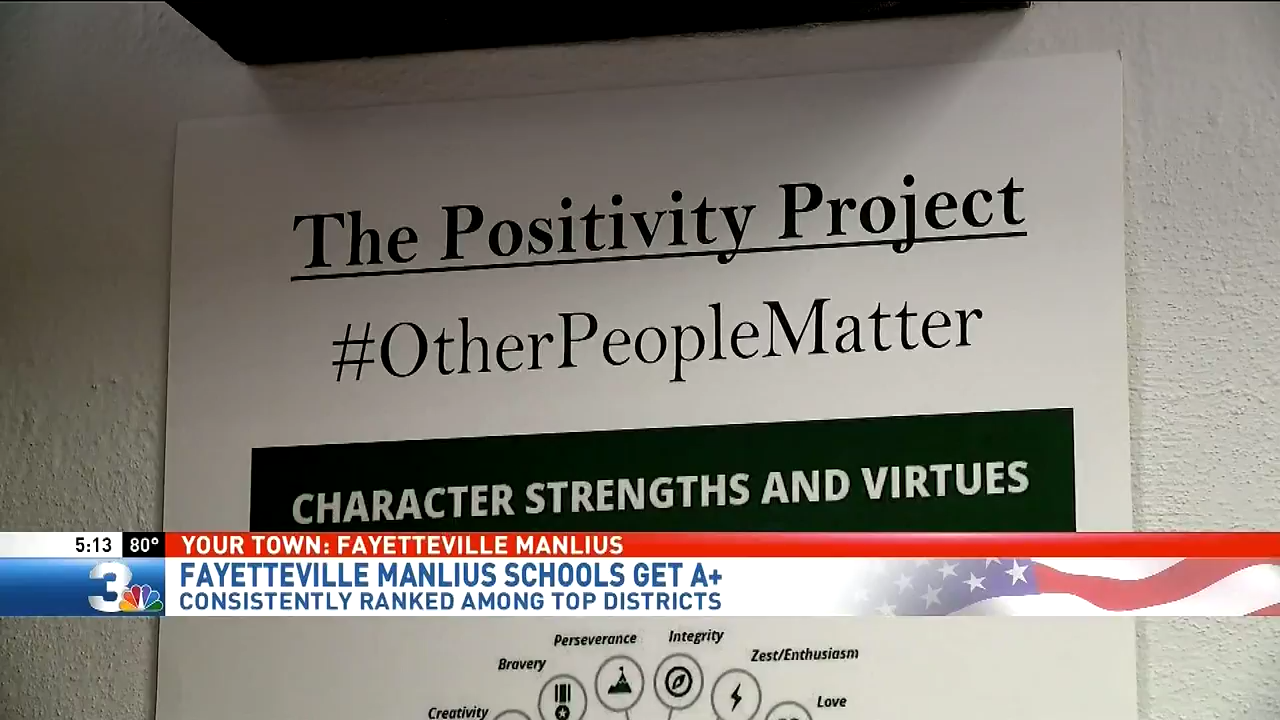 The Positivity Project
#OtherPeopleMatter
CHARACTER STRENGTHS AND VIRTUES
5:13 80° YOUR TOWN: FAYETTEVILLE MANLIUS
3 FAYETTEVILLE MANLIUS SCHOOLS GET A+
CONSISTENTLY RANKED AMONG TOP DISTRICTS
Perseverance Integrity
Bravery Zest/Enthusiasm
Creativity Love